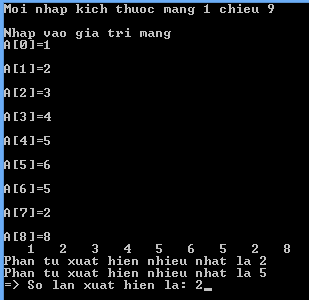 Moi nhap kich thuoc mang 1 chieu 9
Nhap vao gia tri mang
A[0]=1
A[1]=2
A[2]=3
A[3]=4
A[4]=5
A[5]=6
A[6]=5
A[7]=2
A[8]=8
1 2 3 4 5 6 5 2 8
Phan tu xuat hien nhieu nhat la 2
Phan tu xuat hien nhieu nhat la 5
=> So lan xuat hien la: 2_